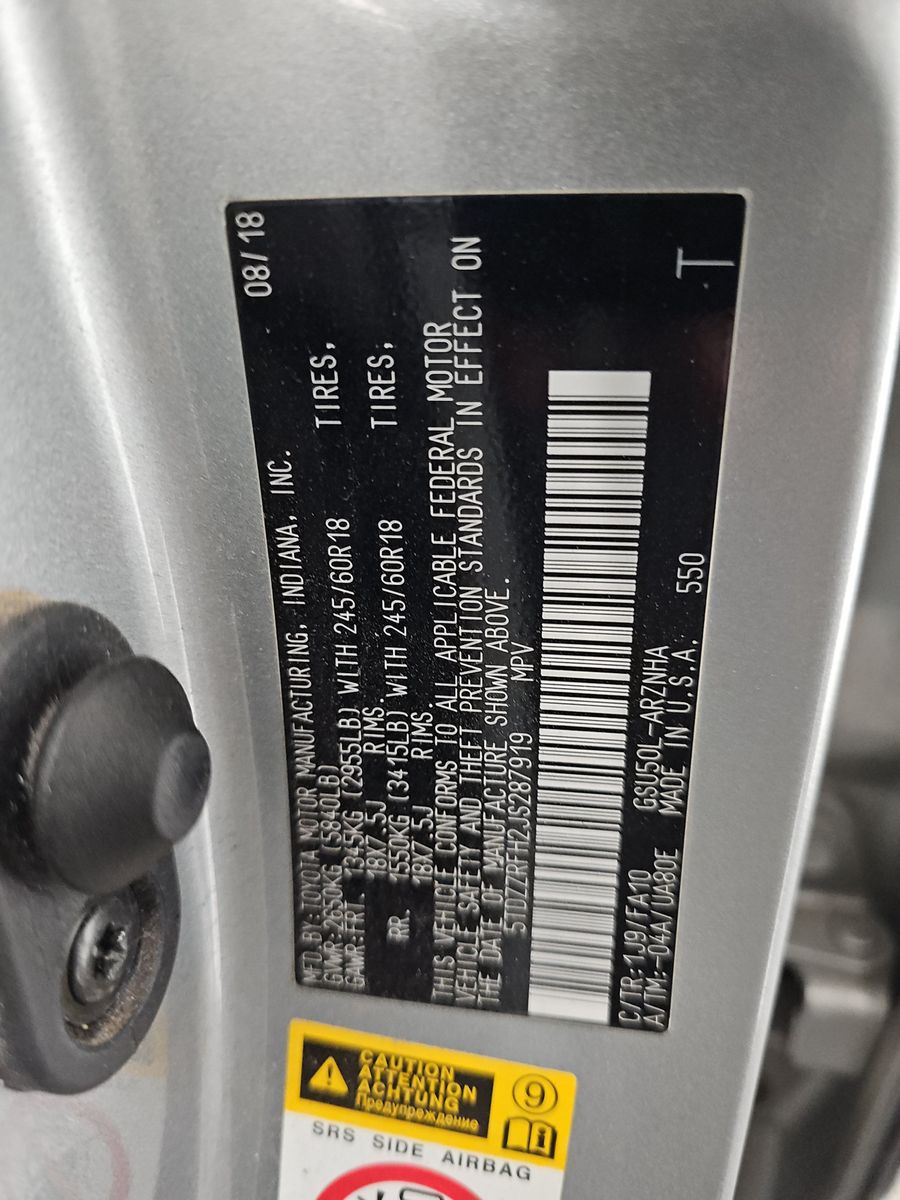 08/18
MFD BY:TOYOTA MOTOR MANUFACTURING, INDIANA, INC.
GVWR:2650KG (5840LB)
GAWR:FRT 1345KG (2955LB) WITH 245/60R18 TIRES,
18X7.5J RIMS.
RR. 1550KG (3415LB) WITH 245/60R18 TIRES,
18X7.5J RIMS.
THIS VEHICLE CONFORMS TO ALL APPLICABLE FEDERAL MOTOR
VEHICLE SAFETY AND THEFT PREVENTION STANDARDS IN EFFECT ON
THE DATE OF MANUFACTURE SHOWN ABOVE.
5TDZZRFH2JS287919 MPV
C/TR:1J9/FA10 GSU50L-ARZNHA
A/TM:-04A/UA80E MADE IN U.S.A. 550
T
CAUTION
ATTENTION
ACHTUNG
Предупреждение
9
i
SRS SIDE AIRBAG